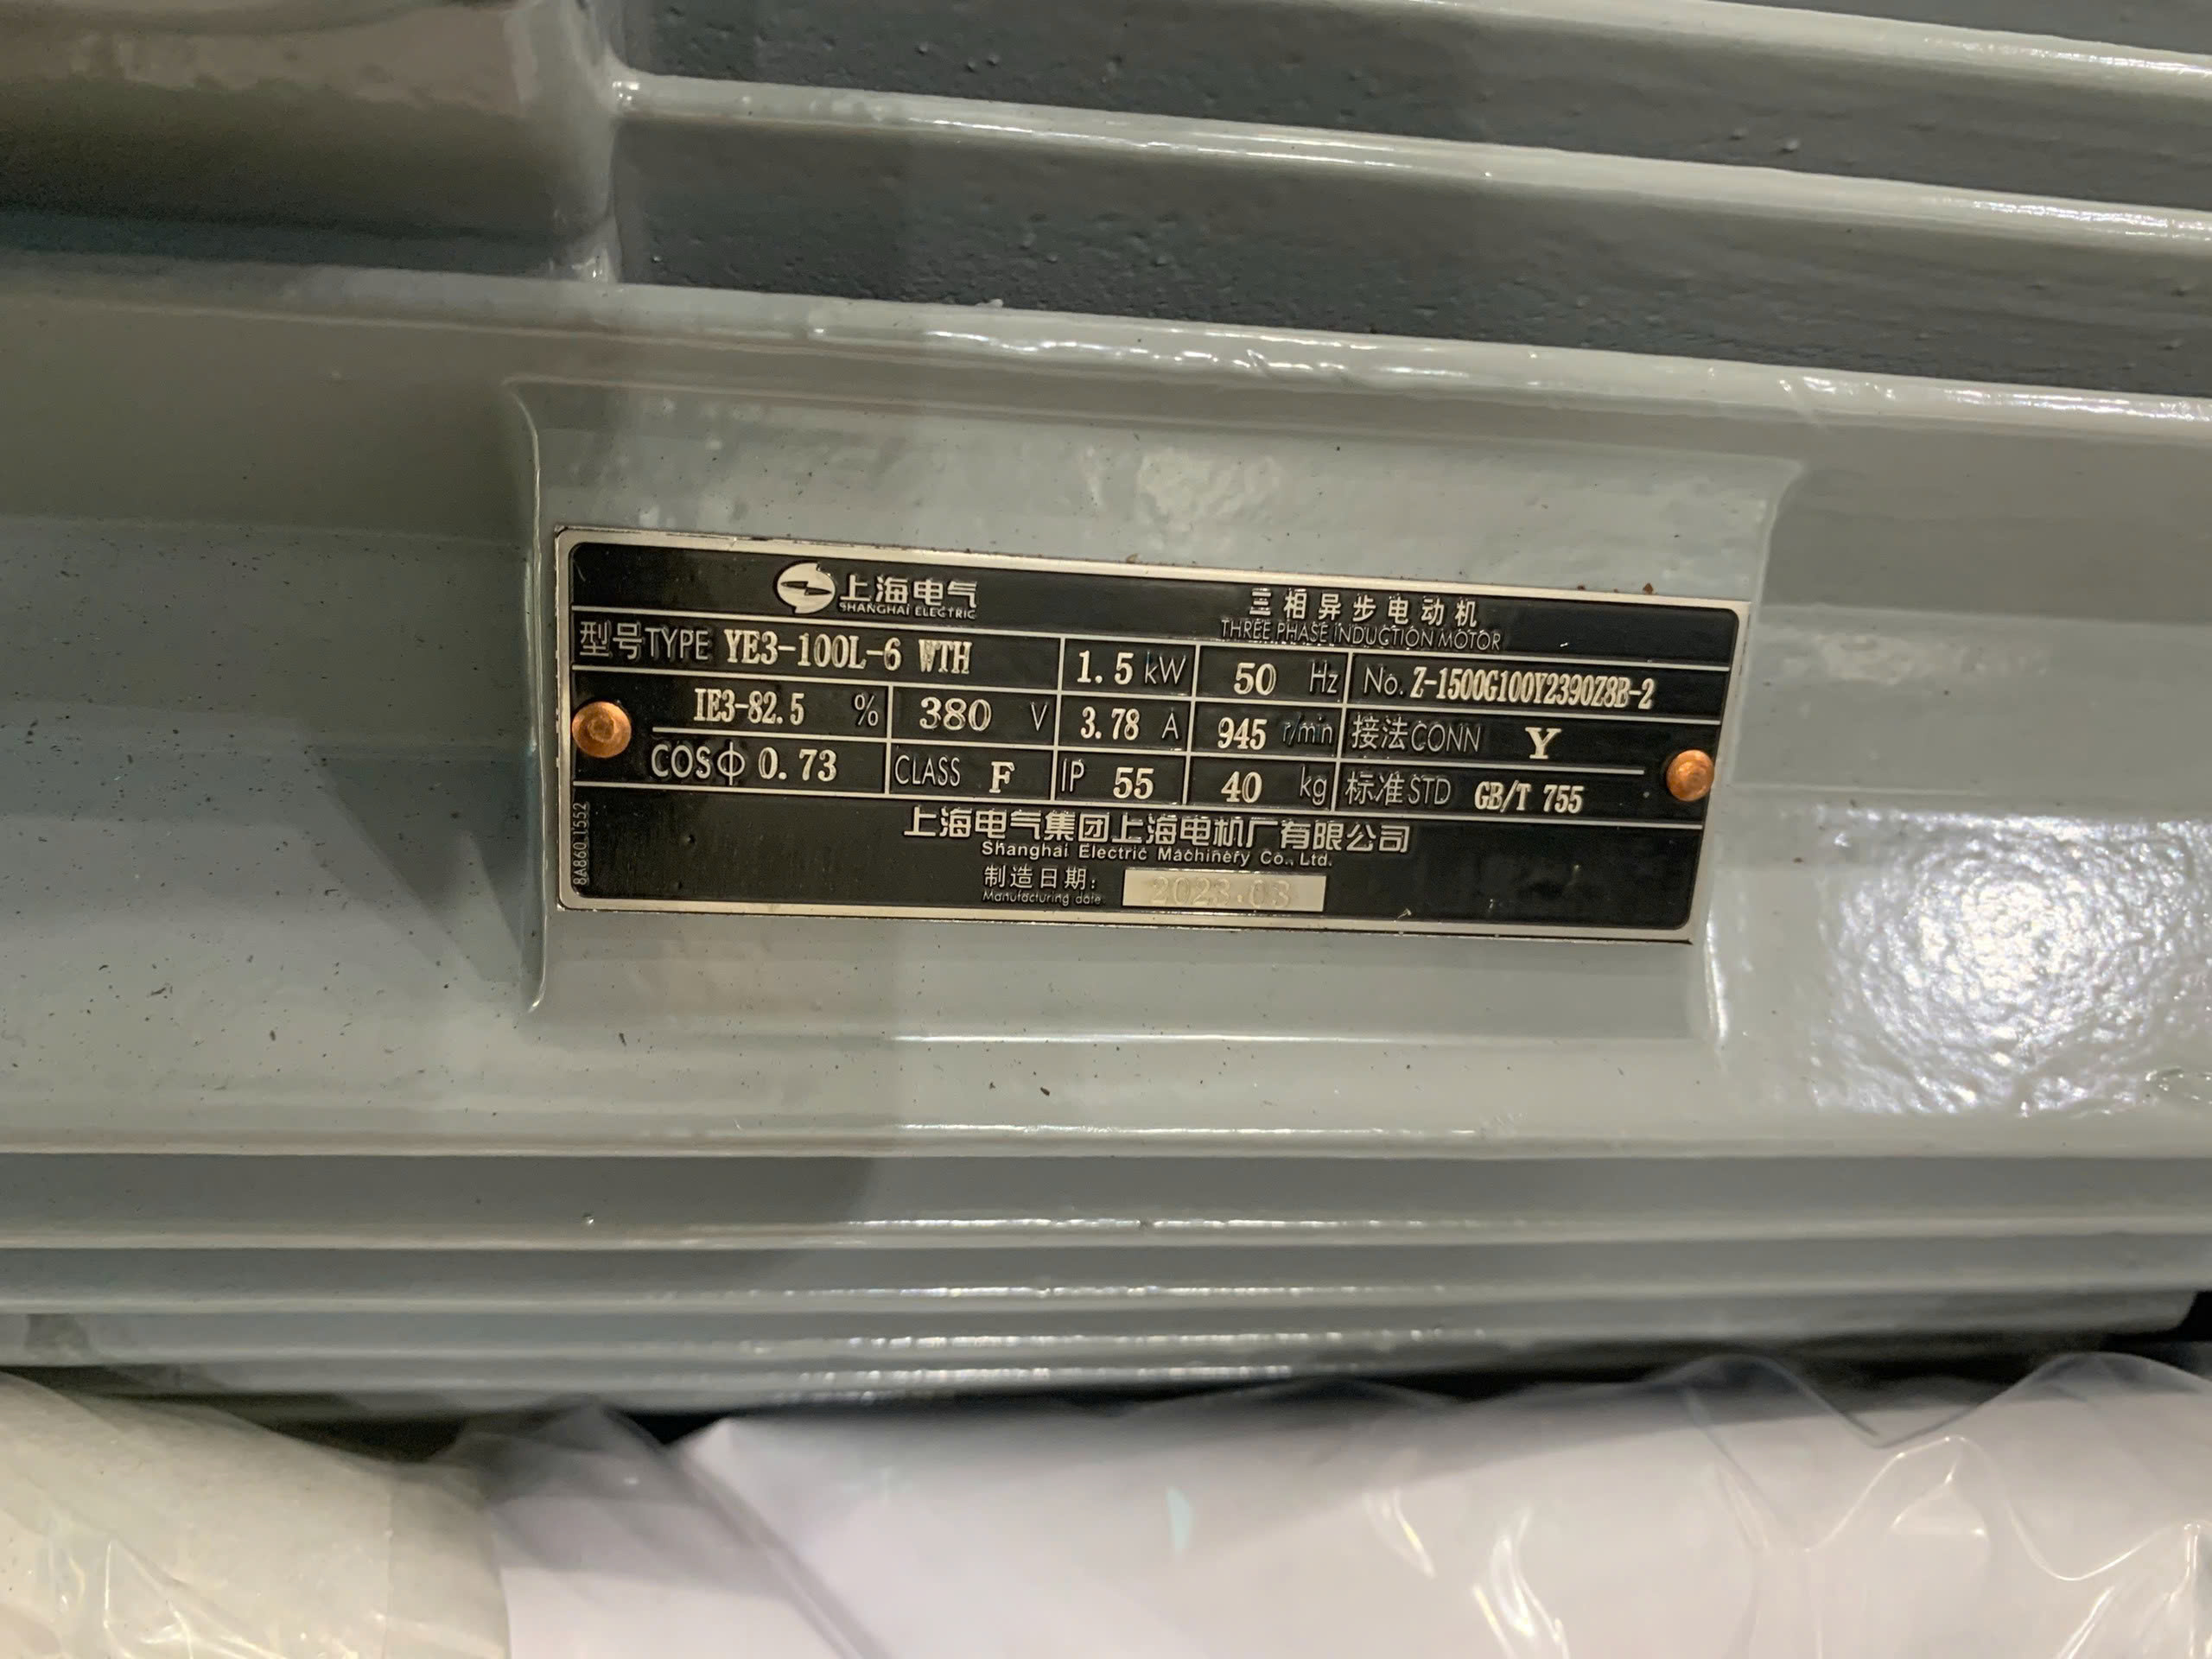 上海电气 三相异步电动机
SHANGHAI ELECTRIC THREE PHASE INDUCTION MOTOR
型号TYPE YE3-100L-6 WTH 1.5 kW 50 Hz No. Z-1500G100Y2390Z8B-2
IE3-82.5 % 380 V 3.78 A 945 r/min 接法CONN Y
COSΦ 0.73 CLASS F IP 55 40 kg 标准STD GB/T 755
上海电气集团上海电机厂有限公司
Shanghai Electric Machinery Co., Ltd.
制造日期: 2023.03
Manufacturing date
8A860.1552